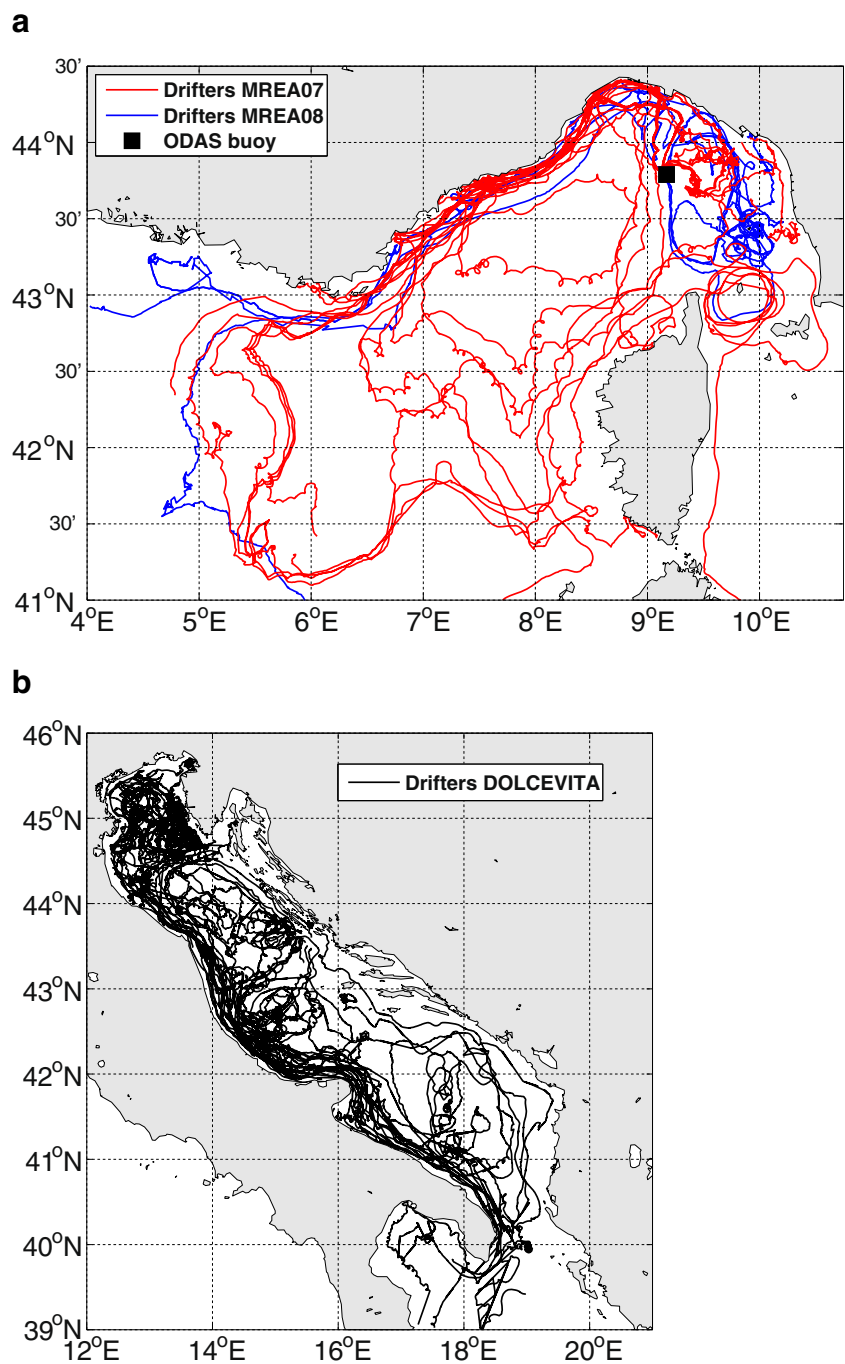 a
30'
44°N
30'
43°N
30'
42°N
30'
41°N
Drifters MREA07
Drifters MREA08
ODAS buoy
4°E 5°E 6°E 7°E 8°E 9°E 10°E
b
46°N
45°N
44°N
43°N
42°N
41°N
40°N
39°N
Drifters DOLCEVITA
12°E 14°E 16°E 18°E 20°E